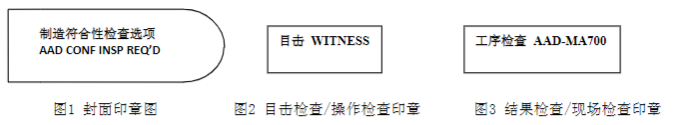 制造符合性检查选项
AAD CONF INSP REQ'D
目击 WITNESS
工序检查 AAD-MA700
图1 封面印章图
图2 目击检查/操作检查印章
图3 结果检查/现场检查印章